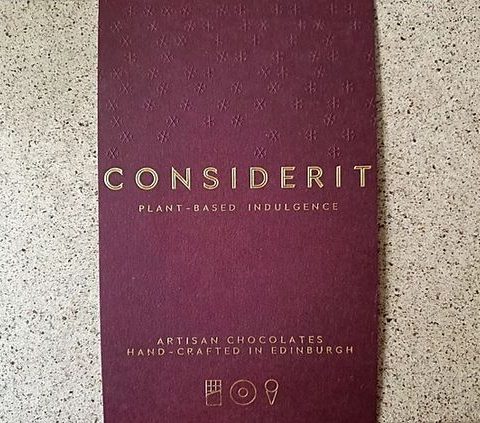 CONSIDERIT
PLANT-BASED INDULGENCE
ARTISAN CHOCOLATES
HAND-CRAFTED IN EDINBURGH